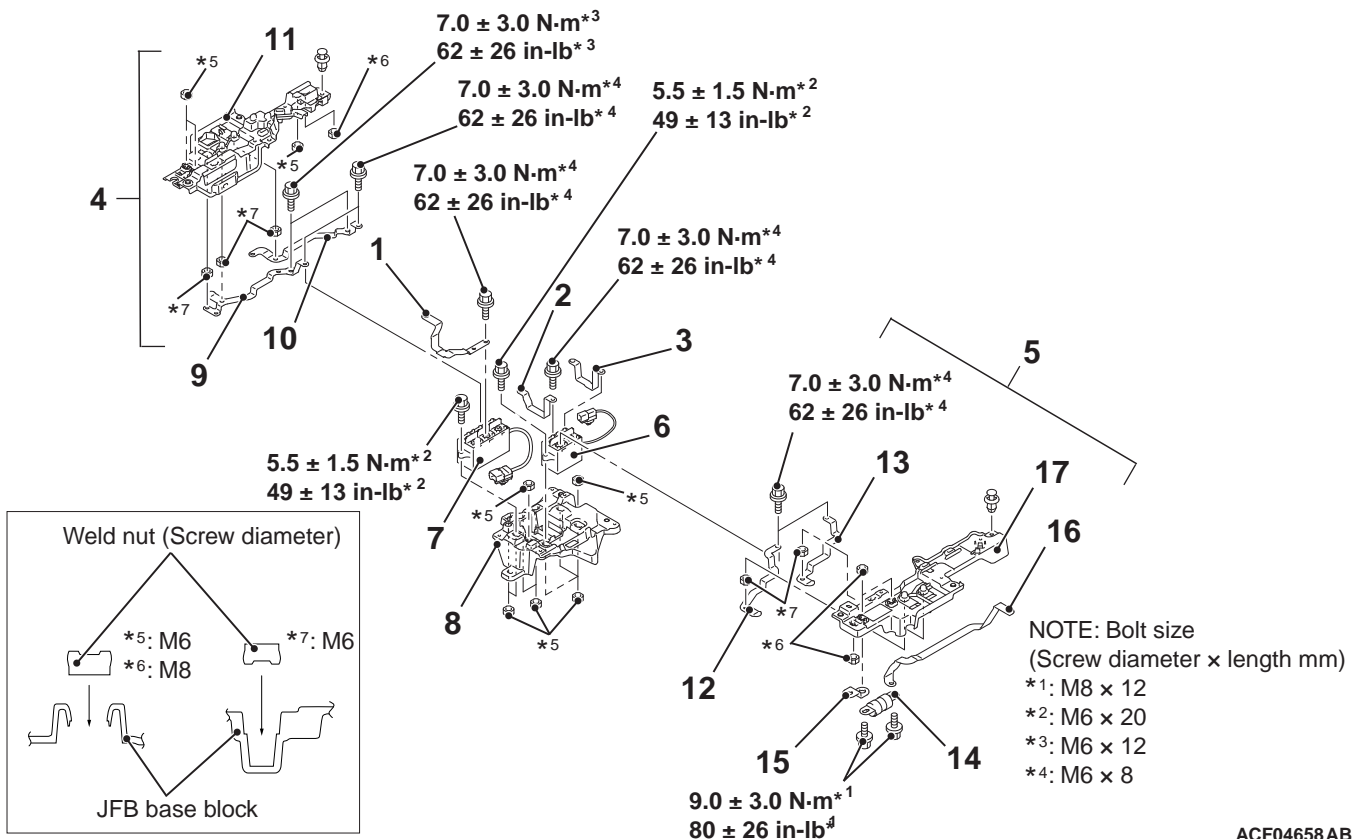 7.0 ± 3.0 N·m*3
62 ± 26 in-lb*3
11
*5
*6
7.0 ± 3.0 N·m*4
62 ± 26 in-lb*4
5.5 ± 1.5 N·m*2
49 ± 13 in-lb*2
*5
4
7.0 ± 3.0 N·m*4
62 ± 26 in-lb*4
*7
7.0 ± 3.0 N·m*4
62 ± 26 in-lb*4
1
*7
2
10
9
3
5
7.0 ± 3.0 N·m*4
62 ± 26 in-lb*4
6
13
5.5 ± 1.5 N·m*2
49 ± 13 in-lb*2
17
*5
*5
7
16
Weld nut (Screw diameter)
*5: M6
*6: M8
*7: M6
JFB base block
8
*5
*7
*6
12
NOTE: Bolt size
(Screw diameter × length mm)
*1: M8 × 12
*2: M6 × 20
*3: M6 × 12
*4: M6 × 8
15
14
9.0 ± 3.0 N·m*1
80 ± 26 in-lb*1
ACF04658AB